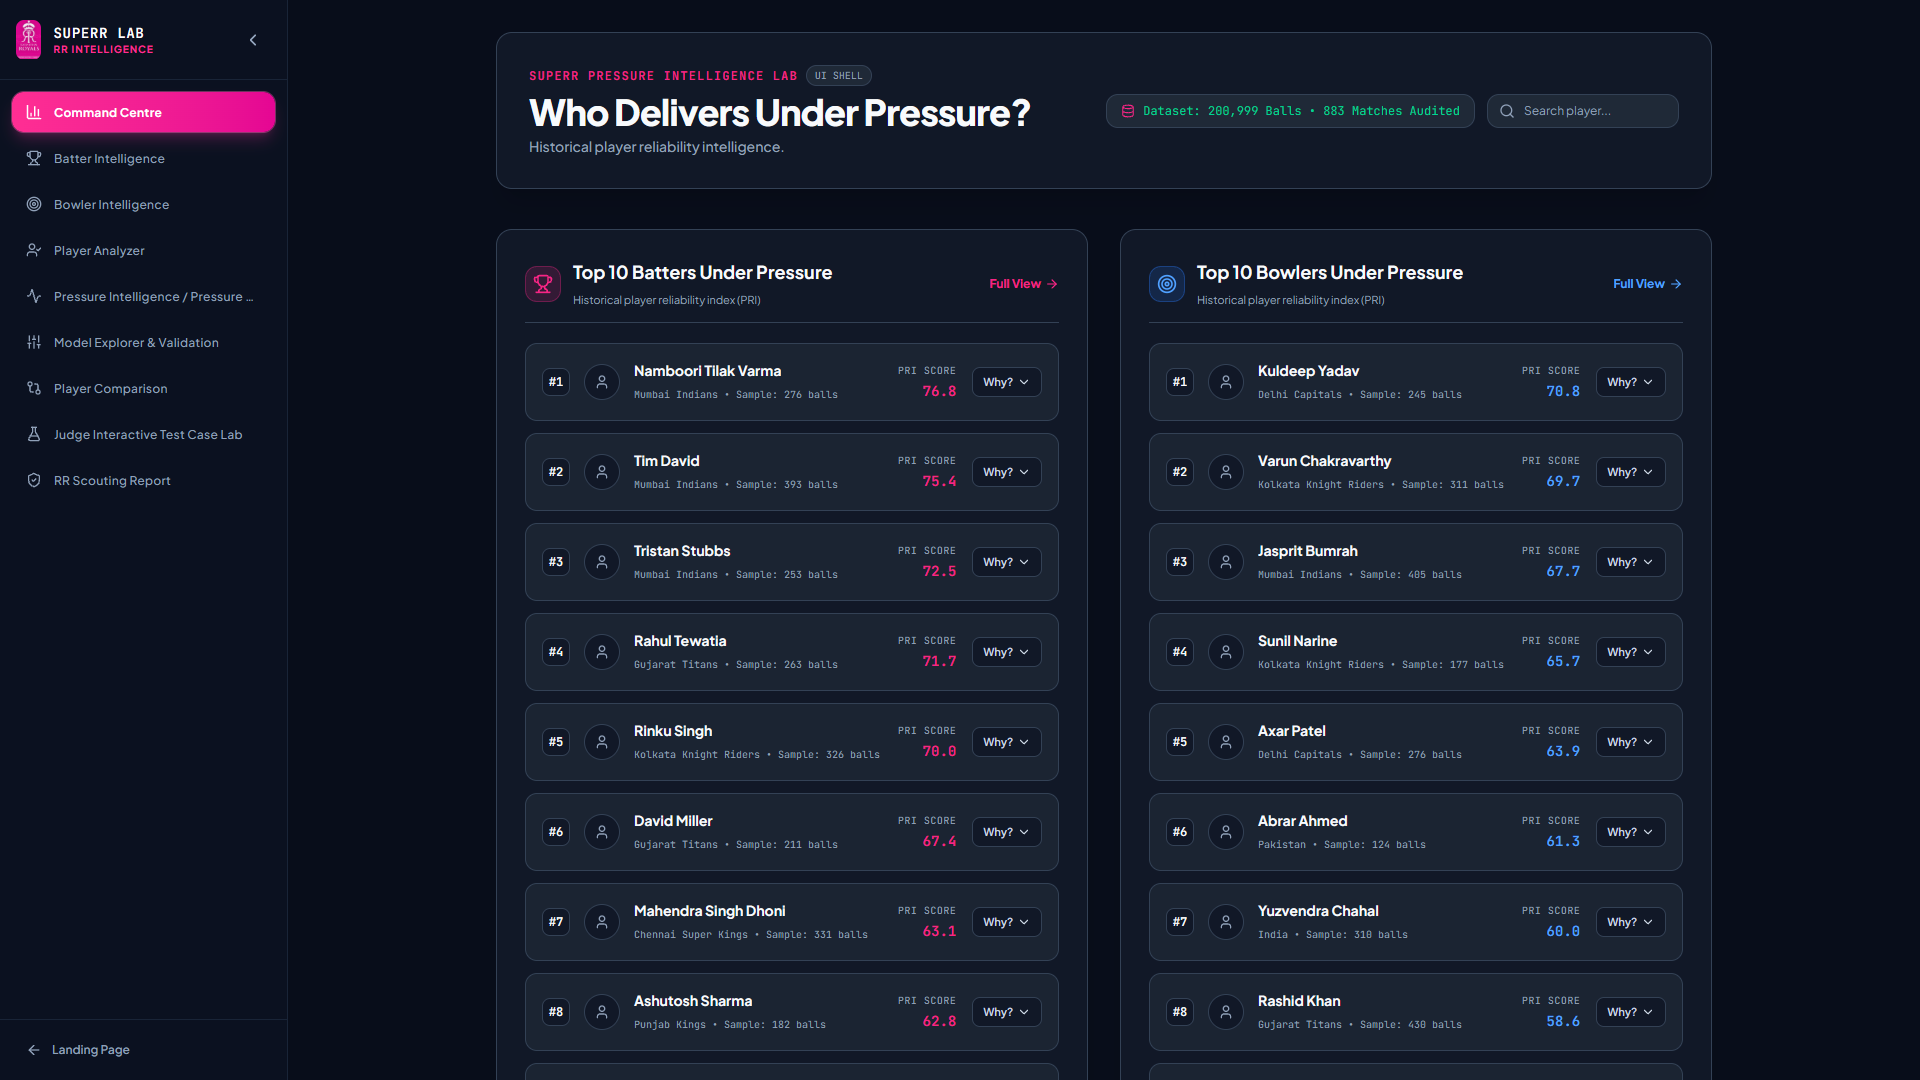 SUPERR LAB
RR INTELLIGENCE
Command Centre
Batter Intelligence
Bowler Intelligence
Player Analyzer
Pressure Intelligence / Pressure ...
Model Explorer & Validation
Player Comparison
Judge Interactive Test Case Lab
RR Scouting Report
Landing Page
SUPERR PRESSURE INTELLIGENCE LAB UI SHELL
Who Delivers Under Pressure?
Historical player reliability intelligence.
Dataset: 200,999 Balls • 883 Matches Audited
Search player...
Top 10 Batters Under Pressure
Historical player reliability index (PRI)
Full View →
#1 Namboori Tilak Varma PRI SCORE Why?
Mumbai Indians • Sample: 276 balls 76.8
#2 Tim David PRI SCORE Why?
Mumbai Indians • Sample: 393 balls 75.4
#3 Tristan Stubbs PRI SCORE Why?
Mumbai Indians • Sample: 253 balls 72.5
#4 Rahul Tewatia PRI SCORE Why?
Gujarat Titans • Sample: 263 balls 71.7
#5 Rinku Singh PRI SCORE Why?
Kolkata Knight Riders • Sample: 326 balls 70.0
#6 David Miller PRI SCORE Why?
Gujarat Titans • Sample: 211 balls 67.4
#7 Mahendra Singh Dhoni PRI SCORE Why?
Chennai Super Kings • Sample: 331 balls 63.1
#8 Ashutosh Sharma PRI SCORE Why?
Punjab Kings • Sample: 182 balls 62.8
Top 10 Bowlers Under Pressure
Historical player reliability index (PRI)
Full View →
#1 Kuldeep Yadav PRI SCORE Why?
Delhi Capitals • Sample: 245 balls 70.8
#2 Varun Chakravarthy PRI SCORE Why?
Kolkata Knight Riders • Sample: 311 balls 69.7
#3 Jasprit Bumrah PRI SCORE Why?
Mumbai Indians • Sample: 405 balls 67.7
#4 Sunil Narine PRI SCORE Why?
Kolkata Knight Riders • Sample: 177 balls 65.7
#5 Axar Patel PRI SCORE Why?
Delhi Capitals • Sample: 276 balls 63.9
#6 Abrar Ahmed PRI SCORE Why?
Pakistan • Sample: 124 balls 61.3
#7 Yuzvendra Chahal PRI SCORE Why?
India • Sample: 310 balls 60.0
#8 Rashid Khan PRI SCORE Why?
Gujarat Titans • Sample: 430 balls 58.6